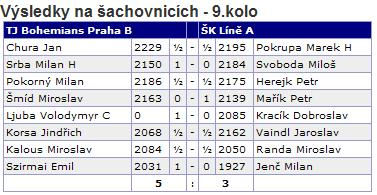 Výsledky na šachovnicích - 9.kolo
TJ Bohemians Praha B ŠK Líně A
Chura Jan 2229 ½ - ½ 2195 Pokrupa Marek H
Srba Milan H 2150 1 - 0 2184 Svoboda Miloš
Pokorný Milan 2186 ½ - ½ 2175 Herejk Petr
Šmíd Miroslav 2163 0 - 1 2139 Mařík Petr
Ljuba Volodymyr C 0 1 - 0 2085 Kracík Dobroslav
Korsa Jindřich 2068 ½ - ½ 2162 Vaindl Jaroslav
Kalous Miroslav 2084 ½ - ½ 2050 Randa Miroslav
Szirmai Emil 2031 1 - 0 1927 Jenč Milan
5 : 3